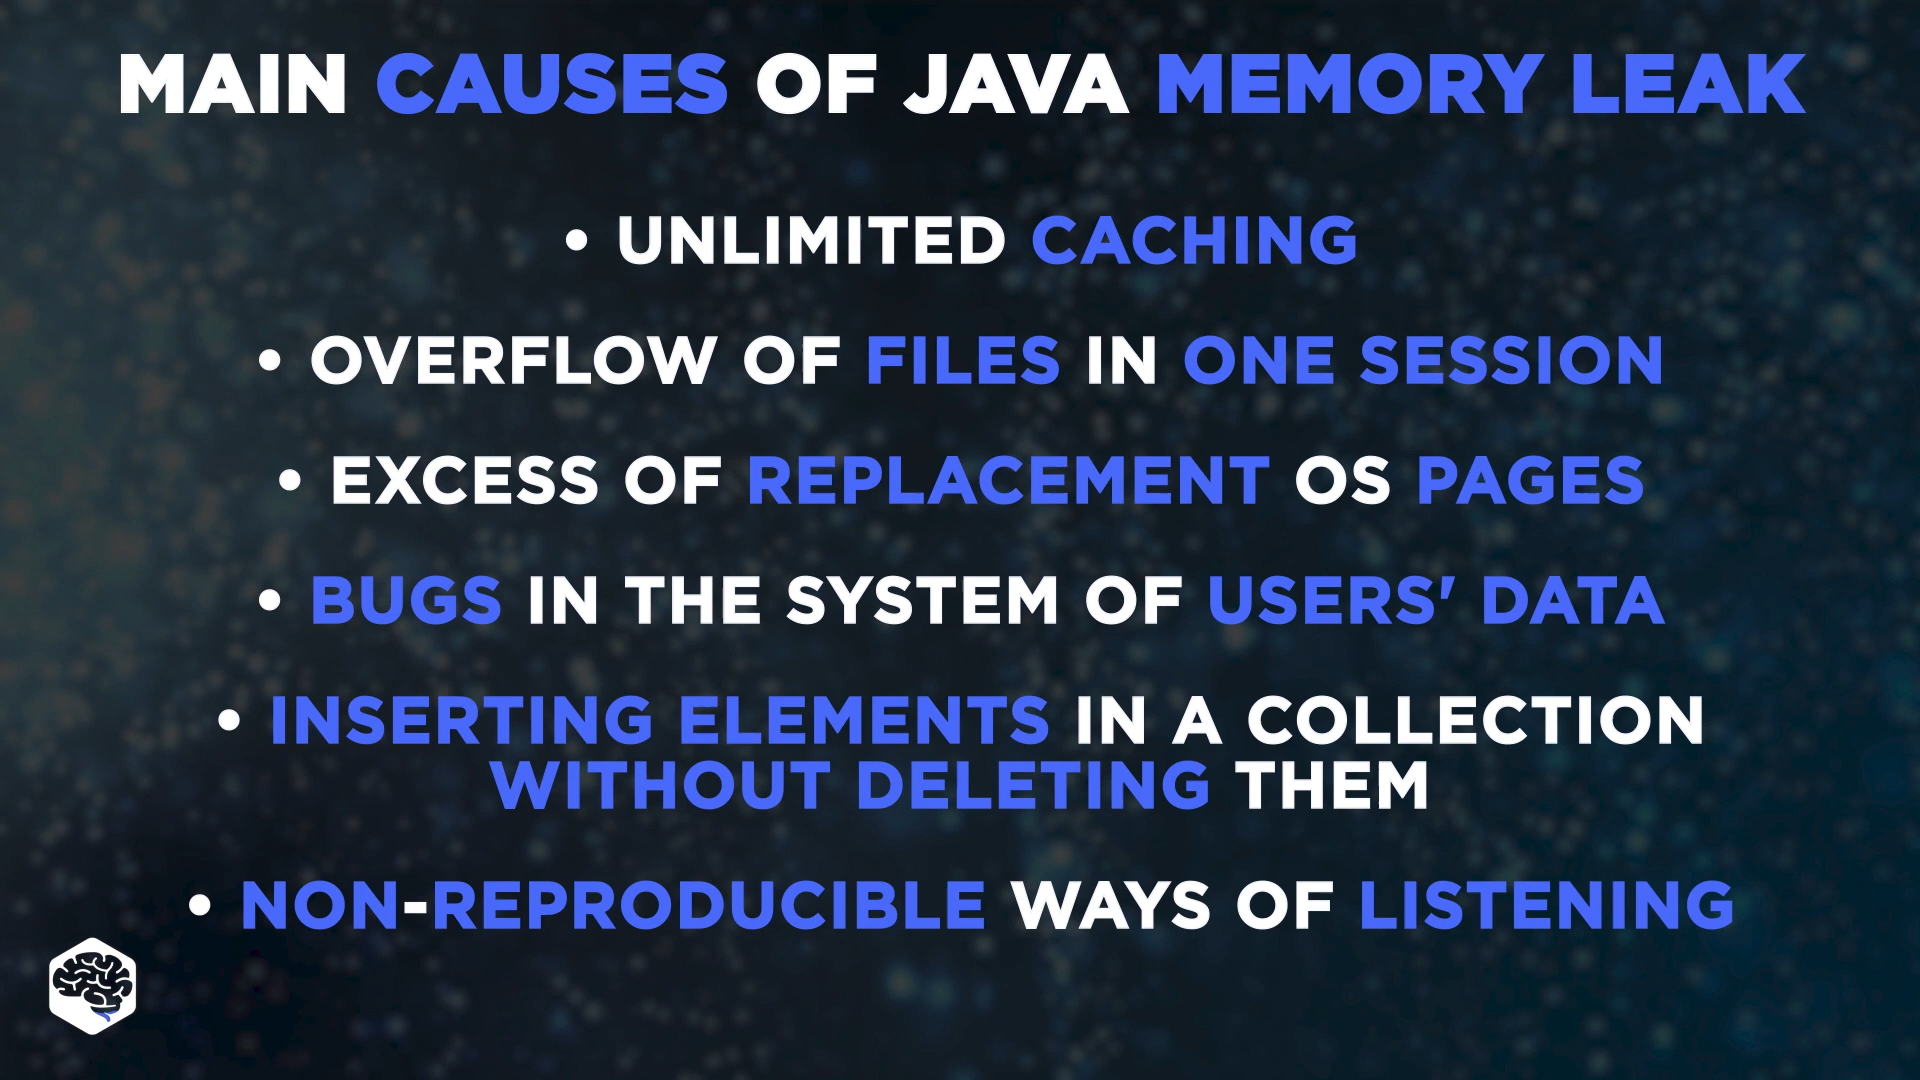 MAIN CAUSES OF JAVA MEMORY LEAK
• UNLIMITED CACHING
• OVERFLOW OF FILES IN ONE SESSION
• EXCESS OF REPLACEMENT OS PAGES
• BUGS IN THE SYSTEM OF USERS' DATA
• INSERTING ELEMENTS IN A COLLECTION
WITHOUT DELETING THEM
• NON-REPRODUCIBLE WAYS OF LISTENING